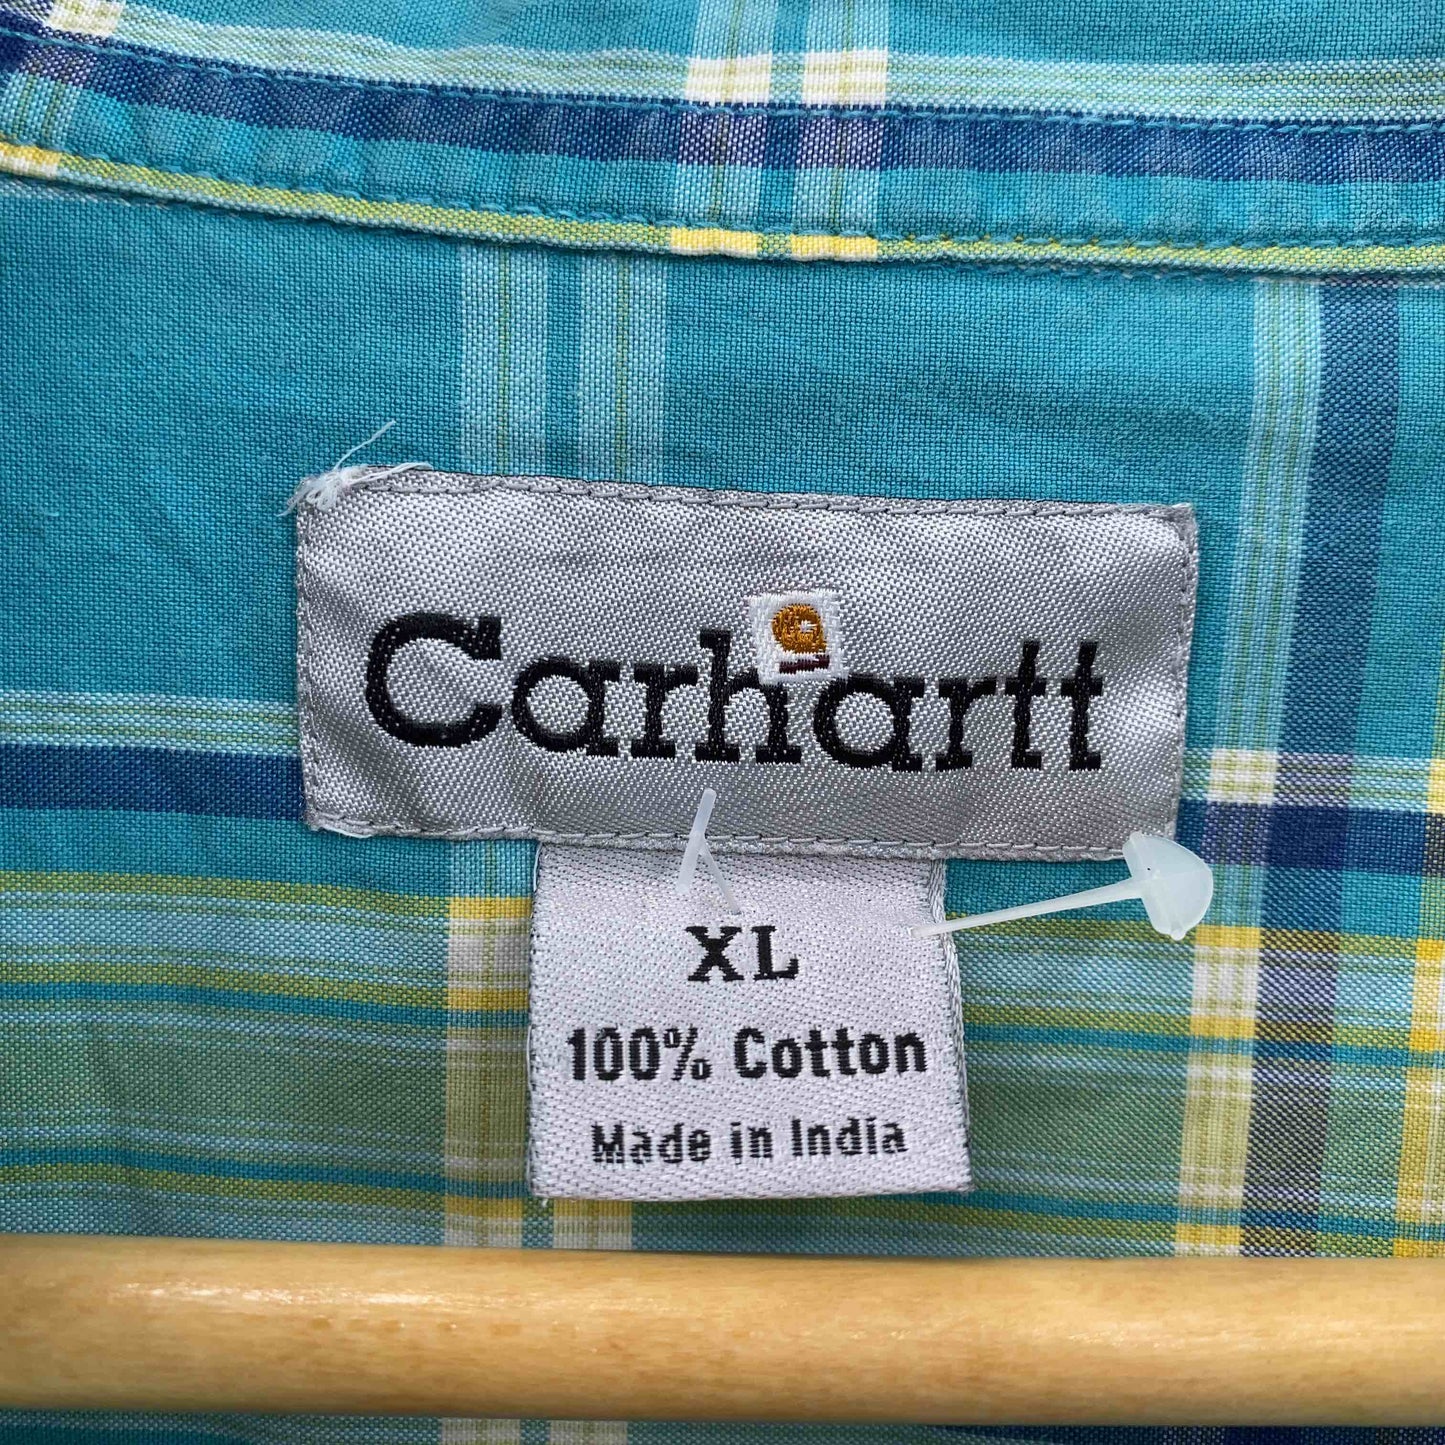 Carhartt
XL
100% Cotton
Made in India